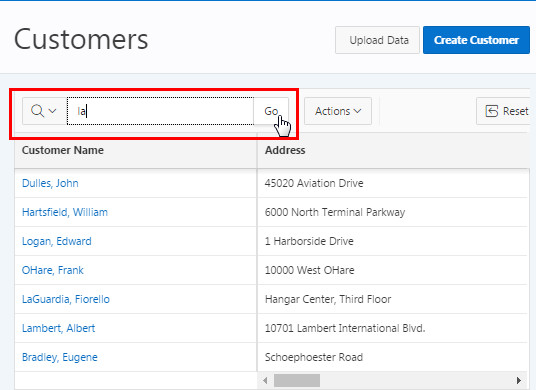 Customers
Upload Data
Create Customer
la
Go
Actions
Reset
Customer Name Address
Dulles, John 45020 Aviation Drive
Hartsfield, William 6000 North Terminal Parkway
Logan, Edward 1 Harborside Drive
OHare, Frank 10000 West OHare
LaGuardia, Fiorello Hangar Center, Third Floor
Lambert, Albert 10701 Lambert International Blvd.
Bradley, Eugene Schoephoester Road